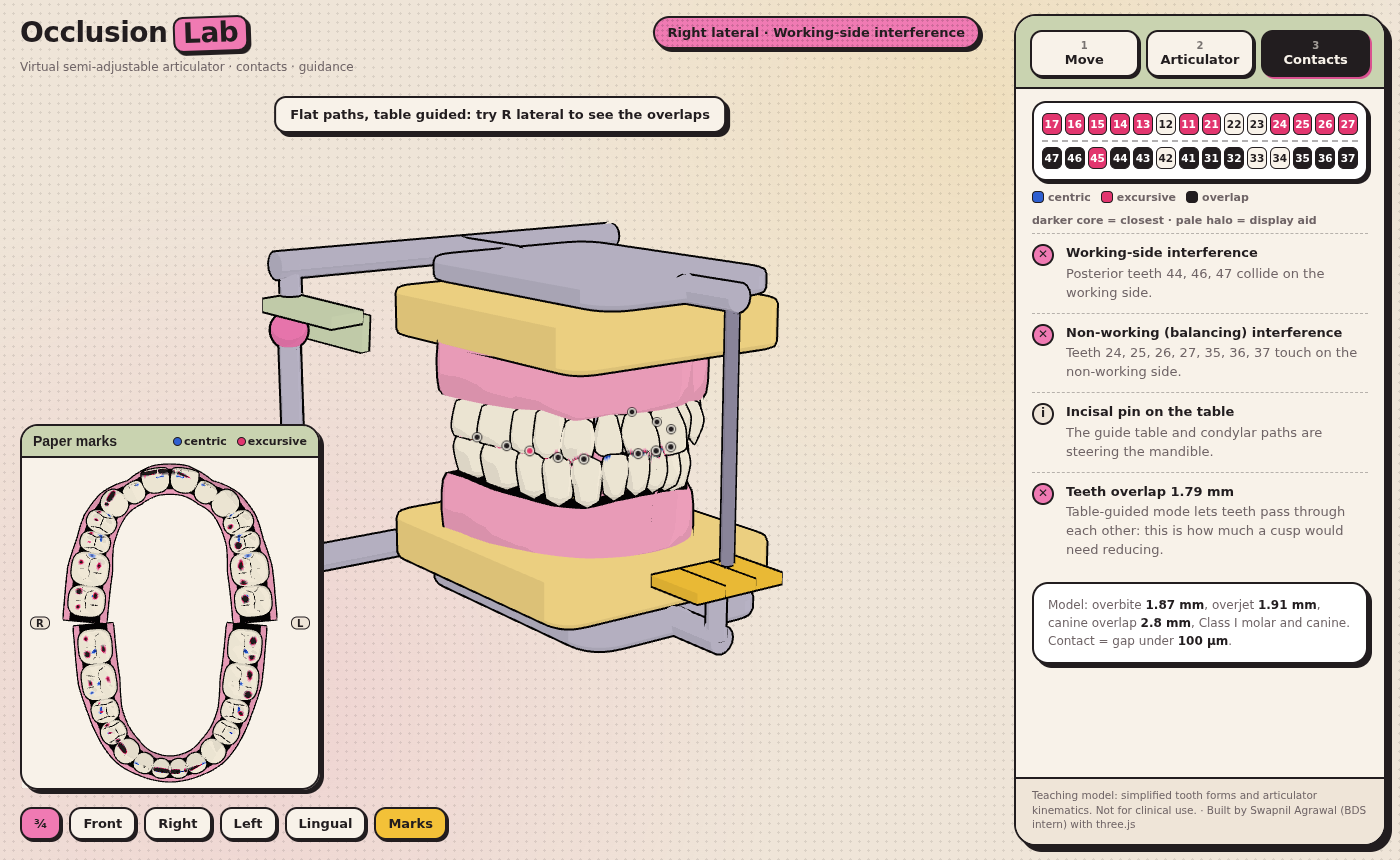 Occlusion Lab
Virtual semi-adjustable articulator · contacts · guidance
Right lateral · Working-side interference
Flat paths, table guided: try R lateral to see the overlaps
1
Move
2
Articulator
3
Contacts
17 16 15 14 13 12 11 21 22 23 24 25 26 27
47 46 45 44 43 42 41 31 32 33 34 35 36 37
centric excursive overlap
darker core = closest · pale halo = display aid
Working-side interference
Posterior teeth 44, 46, 47 collide on the
working side.
Non-working (balancing) interference
Teeth 24, 25, 26, 27, 35, 36, 37 touch on the
non-working side.
i
Incisal pin on the table
The guide table and condylar paths are
steering the mandible.
Teeth overlap 1.79 mm
Table-guided mode lets teeth pass through
each other: this is how much a cusp would
need reducing.
Model: overbite 1.87 mm, overjet 1.91 mm,
canine overlap 2.8 mm, Class I molar and canine.
Contact = gap under 100 µm.
Teaching model: simplified tooth forms and articulator
kinematics. Not for clinical use. · Built by Swapnil Agrawal (BDS
intern) with three.js
Paper marks centric excursive
R L
¾ Front Right Left Lingual Marks